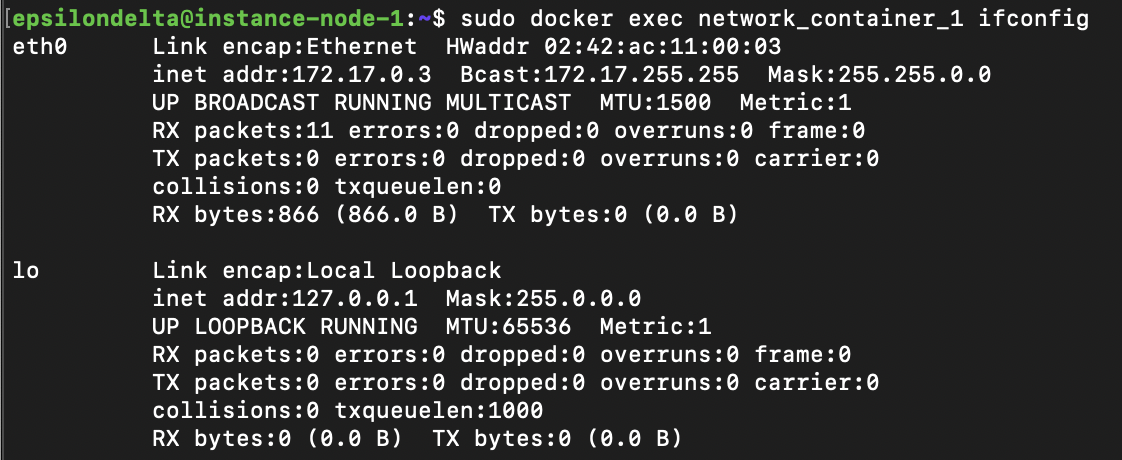 [epsilondelta@instance-node-1:~$ sudo docker exec network_container_1 ifconfig
eth0      Link encap:Ethernet  HWaddr 02:42:ac:11:00:03
          inet addr:172.17.0.3  Bcast:172.17.255.255  Mask:255.255.0.0
          UP BROADCAST RUNNING MULTICAST  MTU:1500  Metric:1
          RX packets:11 errors:0 dropped:0 overruns:0 frame:0
          TX packets:0 errors:0 dropped:0 overruns:0 carrier:0
          collisions:0 txqueuelen:0
          RX bytes:866 (866.0 B)  TX bytes:0 (0.0 B)

lo        Link encap:Local Loopback
          inet addr:127.0.0.1  Mask:255.0.0.0
          UP LOOPBACK RUNNING  MTU:65536  Metric:1
          RX packets:0 errors:0 dropped:0 overruns:0 frame:0
          TX packets:0 errors:0 dropped:0 overruns:0 carrier:0
          collisions:0 txqueuelen:1000
          RX bytes:0 (0.0 B)  TX bytes:0 (0.0 B)